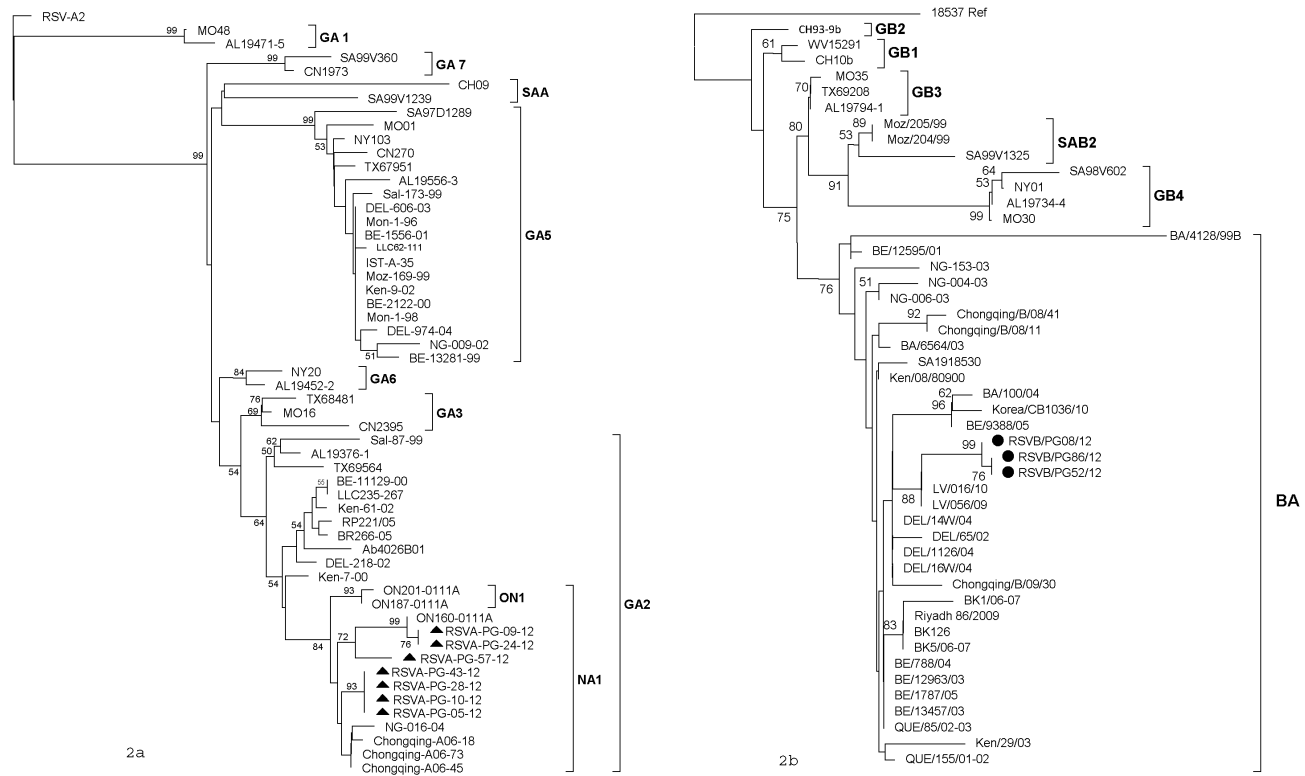 RSV-A2
99
MO48
AL19471-5
GA 1
99
SA99V360
CN1973
GA 7
CH09
SAA
SA99V1239
SA97D1289
99
MO01
53
NY103
CN270
99
TX67951
AL19556-3
Sal-173-99
DEL-606-03
Mon-1-96
BE-1556-01
GA5
LLC62-111
IST-A-35
Moz-169-99
Ken-9-02
BE-2122-00
Mon-1-98
DEL-974-04
NG-009-02
51
BE-13281-99
84
NY20
AL19452-2
GA6
76
TX68481
69
MO16
GA3
CN2395
62
Sal-87-99
50
AL19376-1
54
TX69564
55
BE-11129-00
LLC235-267
Ken-61-02
64
54
RP221/05
BR266-05
Ab4026B01
DEL-218-02
54
Ken-7-00
93
ON201-0111A
ON187-0111A
ON1
GA2
99
ON160-0111A
72
RSVA-PG-09-12
84
76
RSVA-PG-24-12
RSVA-PG-57-12
RSVA-PG-43-12
NA1
93
RSVA-PG-28-12
RSVA-PG-10-12
RSVA-PG-05-12
NG-016-04
Chongqing-A06-18
Chongqing-A06-73
Chongqing-A06-45
2a
18537 Ref
CH93-9b
GB2
61
WV15291
CH10b
GB1
70
MO35
TX69208
AL19794-1
GB3
80
89
Moz/205/99
53
Moz/204/99
SAB2
SA99V1325
64
SA98V602
91
53
NY01
AL19734-4
GB4
75
99
MO30
BA/4128/99B
BE/12595/01
NG-153-03
76
51
NG-004-03
NG-006-03
92
Chongqing/B/08/41
Chongqing/B/08/11
BA/6564/03
SA1918530
Ken/08/80900
62
BA/100/04
96
Korea/CB1036/10
BE/9388/05
99
RSVB/PG08/12
RSVB/PG86/12
76
RSVB/PG52/12
88
LV/016/10
LV/056/09
BA
DEL/14W/04
DEL/65/02
DEL/1126/04
DEL/16W/04
Chongqing/B/09/30
BK1/06-07
Riyadh 86/2009
83
BK126
BK5/06-07
BE/788/04
BE/12963/03
BE/1787/05
BE/13457/03
QUE/85/02-03
Ken/29/03
QUE/155/01-02
2b